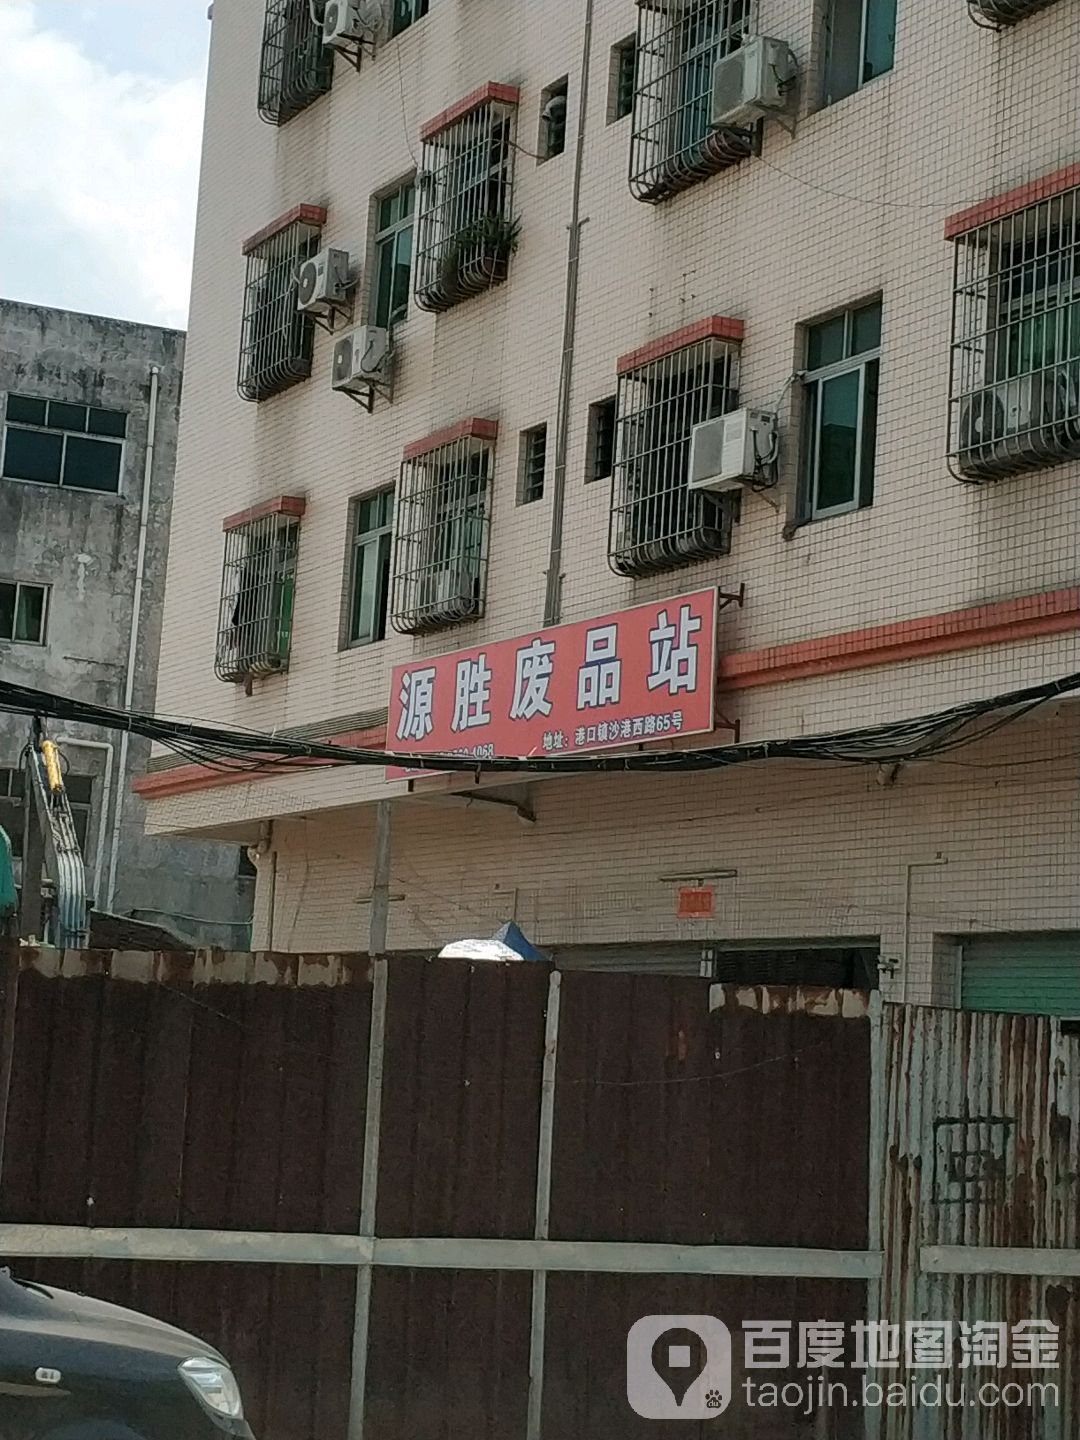 源胜废品站
4068 地址：港口镇沙港西路65号
百度地图淘金
taojin.baidu.com